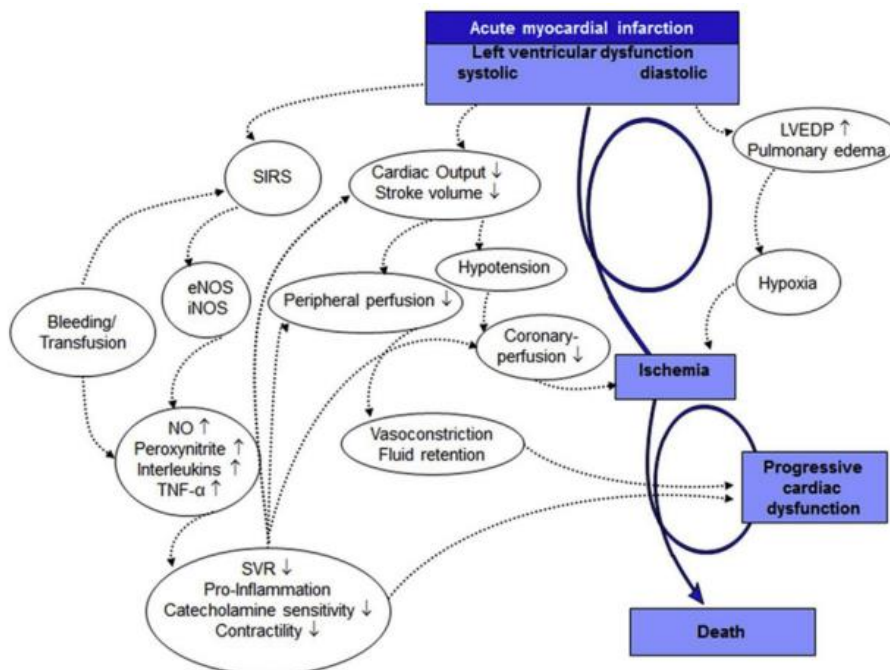 Acute myocardial infarction
Left ventricular dysfunction
systolic diastolic
LVEDP ↑
Pulmonary edema
SIRS
Cardiac Output ↓
Stroke volume ↓
Hypotension
eNOS
iNOS
Peripheral perfusion ↓
Hypoxia
Bleeding/
Transfusion
Coronary-
perfusion ↓
Ischemia
NO ↑
Peroxynitrite ↑
Interleukins ↑
TNF-α ↑
Vasoconstriction
Fluid retention
Progressive
cardiac
dysfunction
SVR ↓
Pro-Inflammation
Catecholamine sensitivity ↓
Contractility ↓
Death